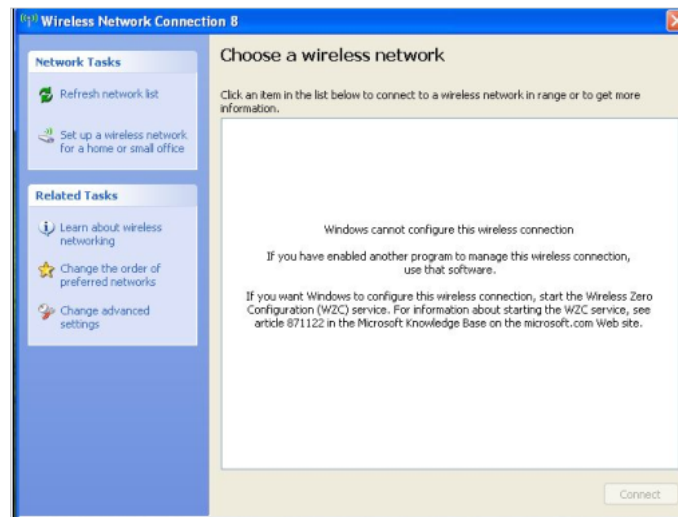 Wireless Network Connection 8
Network Tasks
Refresh network list
Set up a wireless network
for a home or small office
Related Tasks
Learn about wireless
networking
Change the order of
preferred networks
Change advanced
settings
Choose a wireless network
Click an item in the list below to connect to a wireless network in range or to get more
information.
Windows cannot configure this wireless connection
If you have enabled another program to manage this wireless connection,
use that software.
If you want Windows to configure this wireless connection, start the Wireless Zero
Configuration (WZC) service. For information about starting the WZC service, see
article 871122 in the Microsoft Knowledge Base on the microsoft.com Web site.
Connect